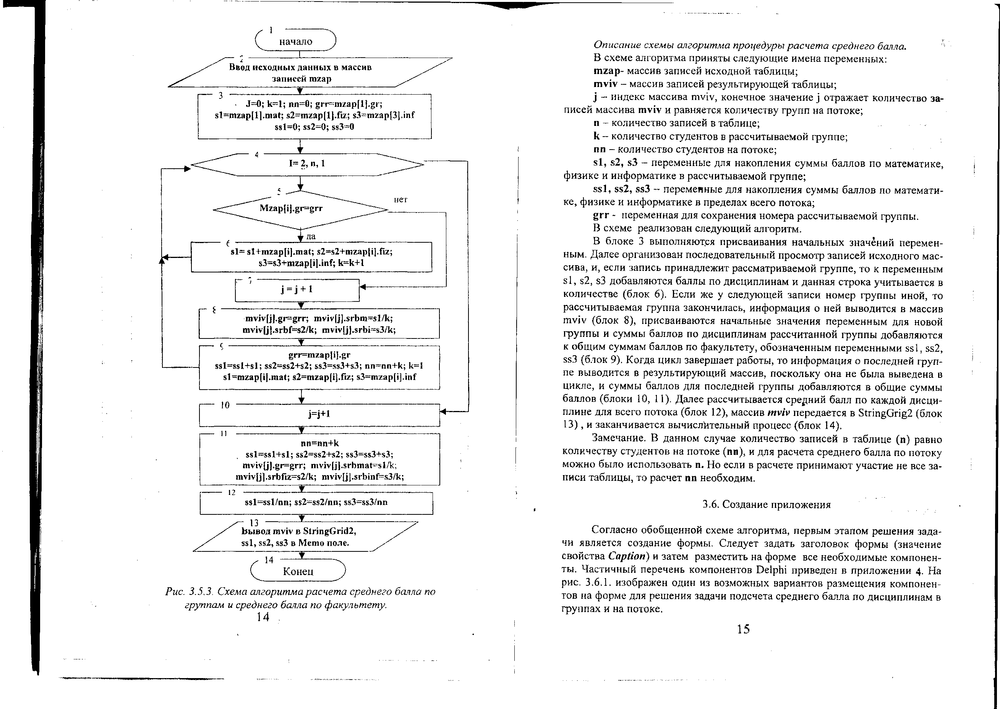 1
начало
2
Ввод исходных данных в массив
записей mzap
3
J=0; k=1; nn=0; grr=mzap[1].gr;
s1=mzap[1].mat; s2=mzap[1].fiz; s3=mzap[3].inf
ss1=0; ss2=0; ss3=0
4
I= 2, n, 1
5
Mzap[i].gr=grr
нет
да
6
s1= s1+mzap[i].mat; s2=s2+mzap[i].fiz;
s3=s3+mzap[i].inf; k=k+1
7
j = j + 1
8
mviv[j].gr=grr; mviv[j].srbm=s1/k;
mviv[j].srbf=s2/k; mviv[j].srbi=s3/k;
9
grr=mzap[i].gr
ss1=ss1+s1; ss2=ss2+s2; ss3=ss3+s3; nn=nn+k; k=1
s1=mzap[i].mat; s2=mzap[i].fiz; s3=mzap[i].inf
10
j=j+1
11
nn=nn+k
ss1=ss1+s1; ss2=ss2+s2; ss3=ss3+s3;
mviv[j].gr=grr; mviv[j].srbmat=s1/k;
mviv[j].srbfiz=s2/k; mviv[j].srbinf=s3/k;
12
ss1=ss1/nn; ss2=ss2/nn; ss3=ss3/nn
13
Вывод mviv в StringGrid2,
ss1, ss2, ss3 в Memo поле.
14
Конец
Рис. 3.5.3. Схема алгоритма расчета среднего балла по
группам и среднего балла по факультету.
14
Описание схемы алгоритма процедуры расчета среднего балла.
В схеме алгоритма приняты следующие имена переменных:
mzap- массив записей исходной таблицы;
mviv – массив записей результирующей таблицы;
j – индекс массива mviv, конечное значение j отражает количество за-
писей массива mviv и равняется количеству групп на потоке;
n – количество записей в таблице;
k – количество студентов в рассчитываемой группе;
nn – количество студентов на потоке;
s1, s2, s3 – переменные для накопления суммы баллов по математике,
физике и информатике в рассчитываемой группе;
ss1, ss2, ss3 – переменные для накопления суммы баллов по математи-
ке, физике и информатике в пределах всего потока;
grr - переменная для сохранения номера рассчитываемой группы.
В схеме реализован следующий алгоритм.
В блоке 3 выполняются присваивания начальных значений перемен-
ным. Далее организован последовательный просмотр записей исходного мас-
сива, и, если запись принадлежит рассматриваемой группе, то к переменным
s1, s2, s3 добавляются баллы по дисциплинам и данная строка учитывается в
количестве (блок 6). Если же у следующей записи номер группы иной, то
рассчитываемая группа закончилась, информация о ней выводится в массив
mviv (блок 8), присваиваются начальные значения переменным для новой
группы и суммы баллов по дисциплинам рассчитанной группы добавляются
к общим суммам баллов по факультету, обозначенным переменными ss1, ss2,
ss3 (блок 9). Когда цикл завершает работы, то информация о последней груп-
пе выводится в результирующий массив, поскольку она не была выведена в
цикле, и суммы баллов для последней группы добавляются в общие суммы
баллов (блоки 10, 11). Далее рассчитывается средний балл по каждой дисци-
плине для всего потока (блок 12), массив mviv передается в StringGrig2 (блок
13) , и заканчивается вычислительный процесс (блок 14).
Замечание. В данном случае количество записей в таблице (n) равно
количеству студентов на потоке (nn), и для расчета среднего балла по потоку
можно было использовать n. Но если в расчете принимают участие не все за-
писи таблицы, то расчет nn необходим.
3.6. Создание приложения
Согласно обобщенной схеме алгоритма, первым этапом решения зада-
чи является создание формы. Следует задать заголовок формы (значение
свойства Caption) и затем разместить на форме все необходимые компонен-
ты. Частичный перечень компонентов Delphi приведен в приложении 4. На
рис. 3.6.1. изображен один из возможных вариантов размещения компонен-
тов на форме для решения задачи подсчета среднего балла по дисциплинам в
группах и на потоке.
15